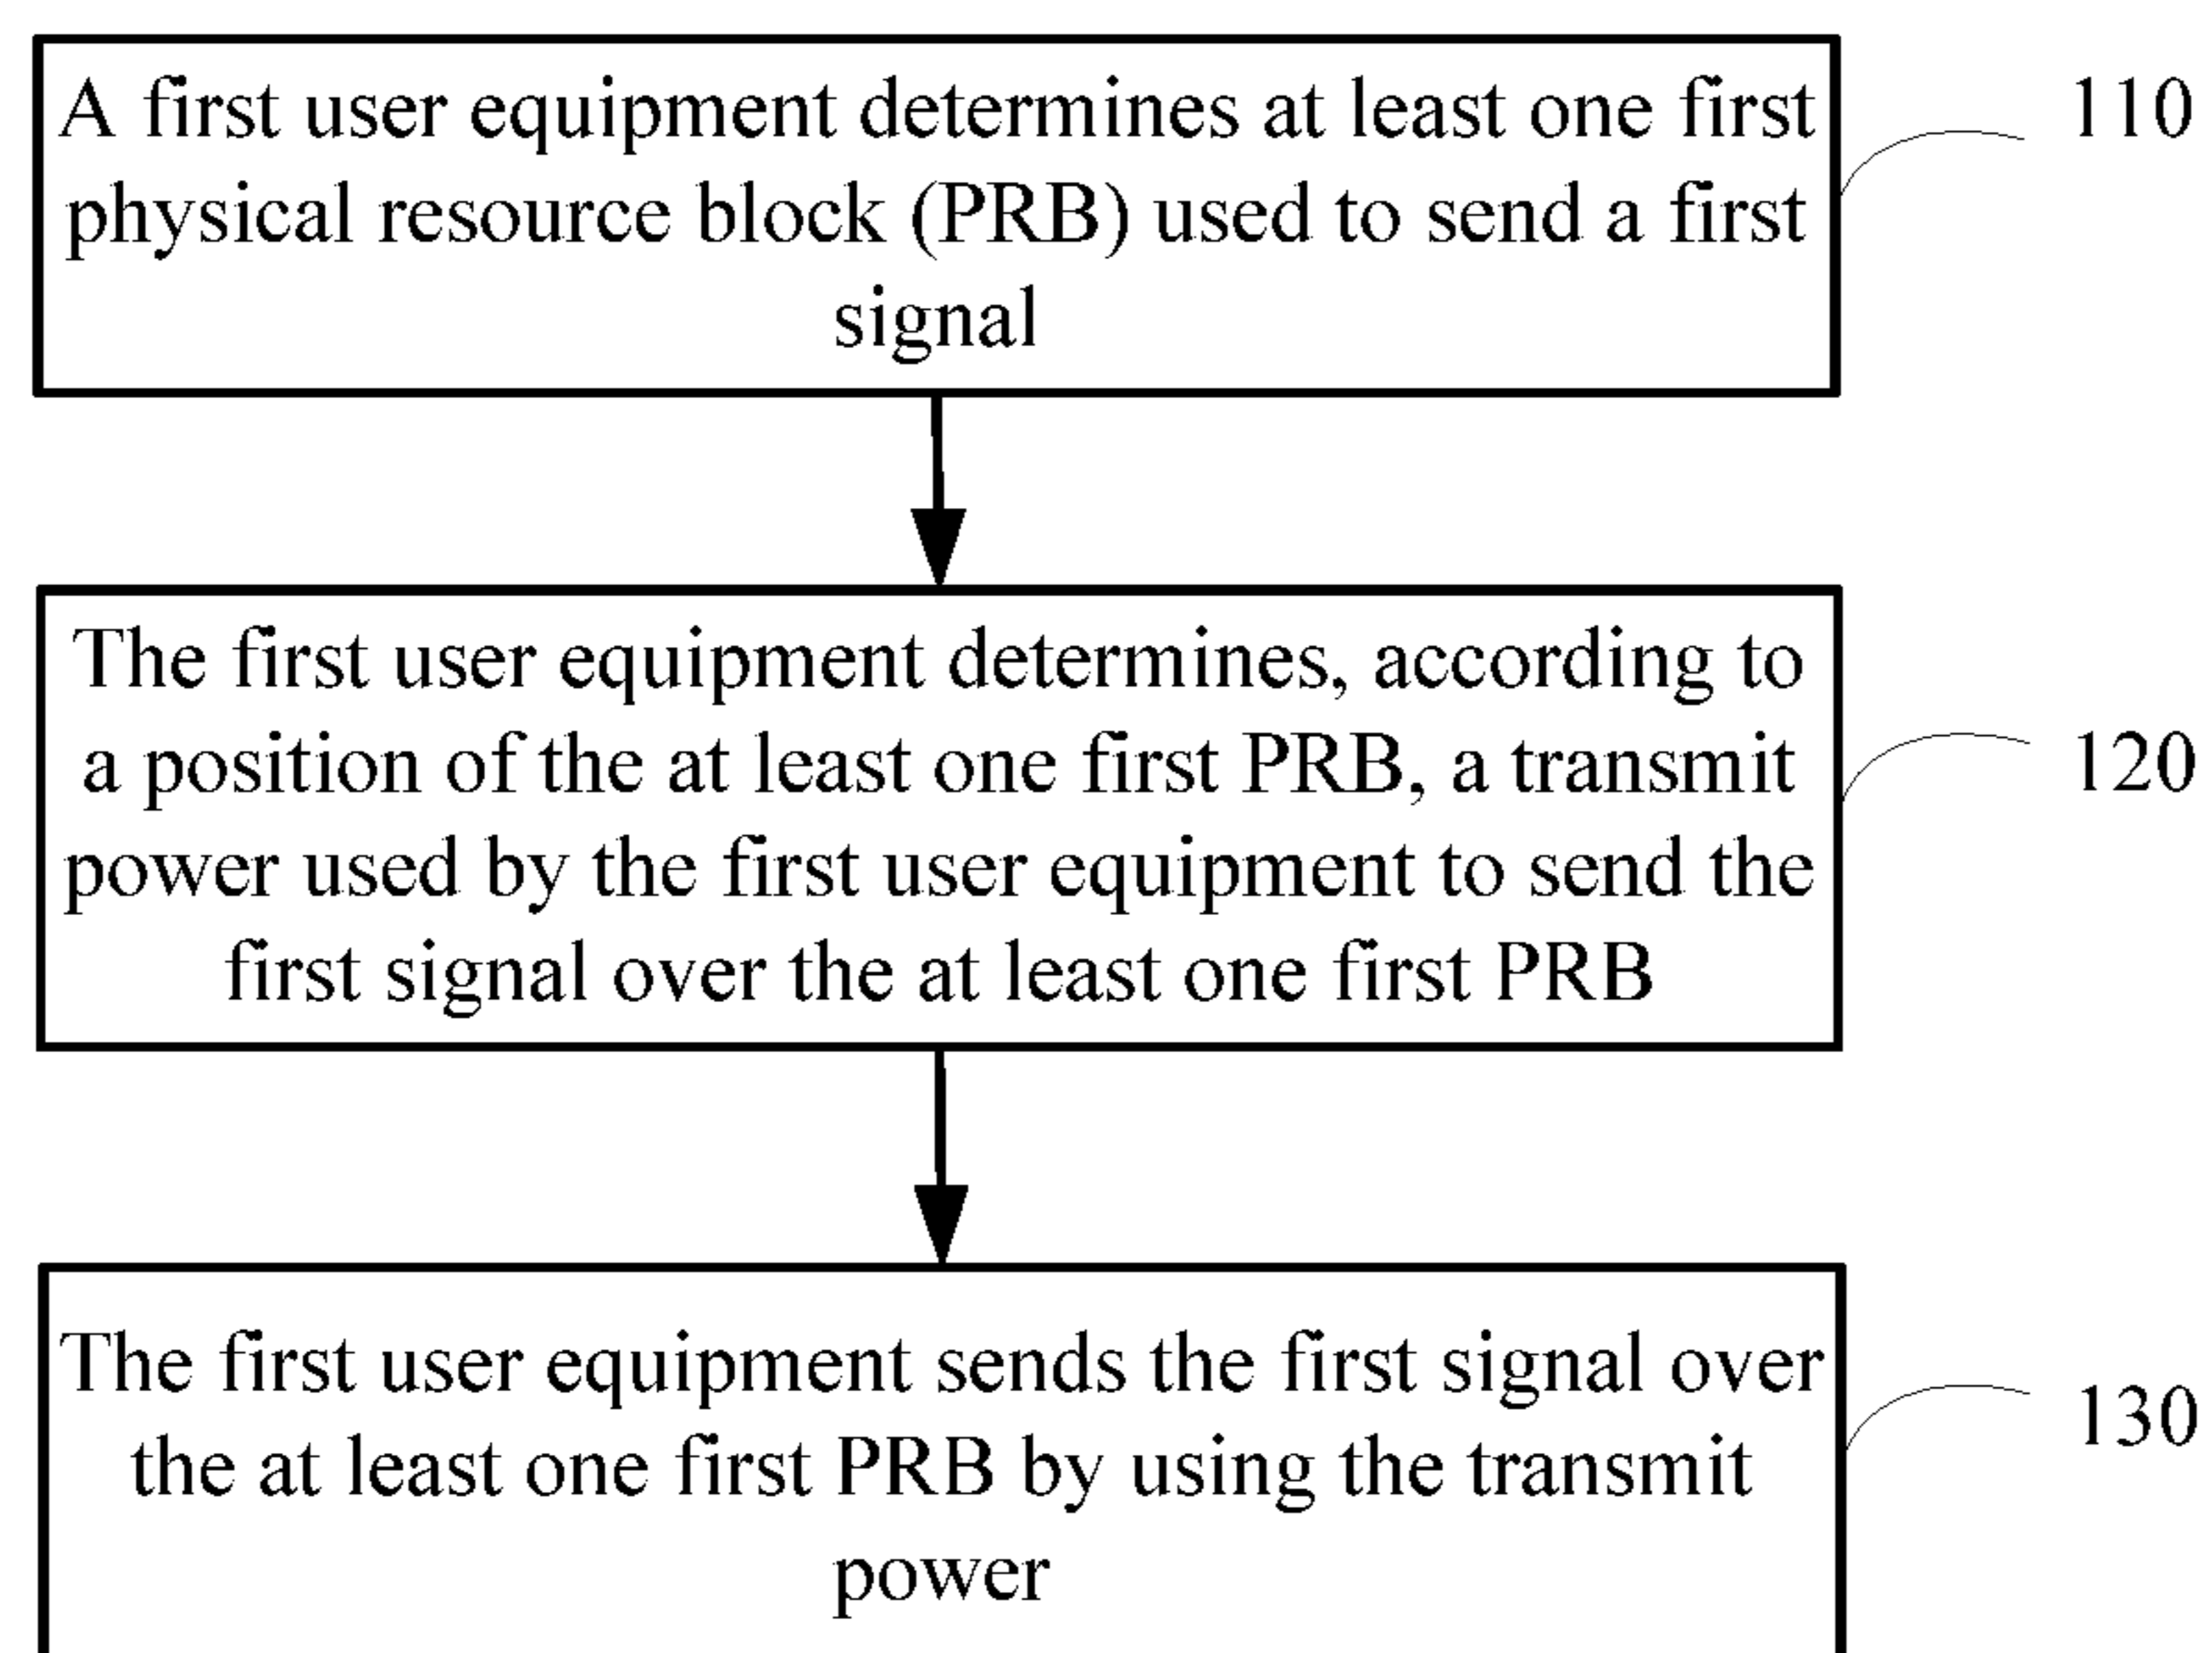 A first user equipment determines at least one first
physical resource block (PRB) used to send a first
signal
110
The first user equipment determines, according to
a position of the at least one first PRB, a transmit
power used by the first user equipment to send the
first signal over the at least one first PRB
120
The first user equipment sends the first signal over
the at least one first PRB by using the transmit
power
130